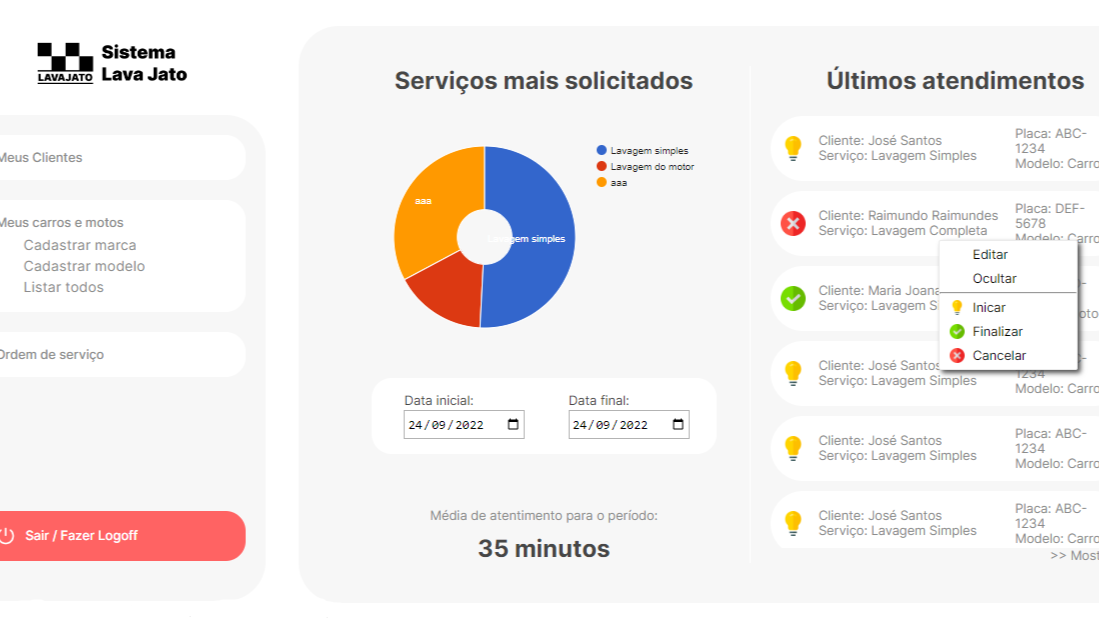 LAVAJATO
Sistema
Lava Jato
Meus Clientes
Meus carros e motos
Cadastrar marca
Cadastrar modelo
Listar todos
Ordem de serviço
Sair / Fazer Logoff
Serviços mais solicitados
aaa
Lavagem simples
Lavagem simples
Lavagem do motor
aaa
Data inicial:
24/09/2022
Data final:
24/09/2022
Média de atentimento para o período:
35 minutos
Últimos atendimentos
Cliente: José Santos
Serviço: Lavagem Simples
Placa: ABC-
1234
Modelo: Carro
Cliente: Raimundo Raimundes
Serviço: Lavagem Completa
Placa: DEF-
5678
Modelo: Carro
Cliente: Maria Joana
Serviço: Lavagem
Editar
Ocultar
Inicar
Finalizar
Cancelar
Cliente: José Santos
Serviço: Lavagem Simples
1234
Modelo: Carro
Cliente: José Santos
Serviço: Lavagem Simples
Placa: ABC-
1234
Modelo: Carro
Cliente: José Santos
Serviço: Lavagem Simples
Placa: ABC-
1234
Modelo: Carro
>> Most